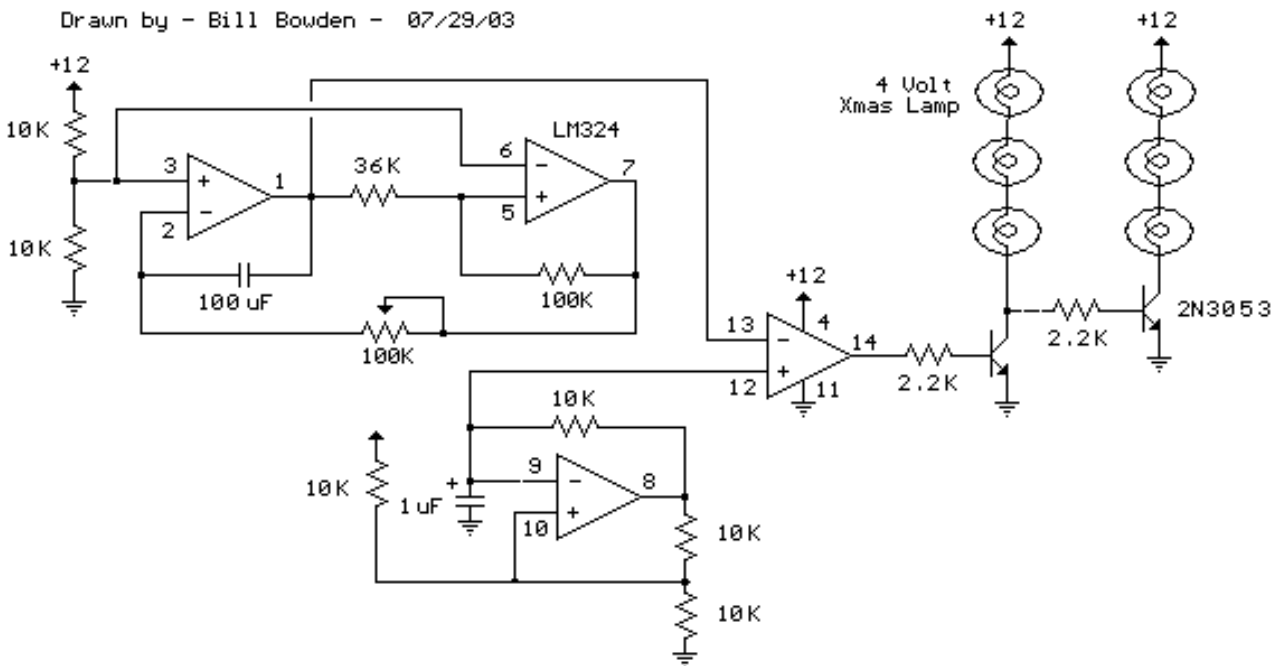 Drawn by - Bill Bowden - 07/29/03
+12
+12
+12
4 Volt
Xmas Lamp
10K
LM324
3
+
-
2
1
36K
6
-
+
5
7
10K
100 uF
100K
100K
+12
13
-
+
12
4
14
11
2.2K
2.2K
2N3053
10K
10K
+
1 uF
9
-
+
10
8
10K
10K